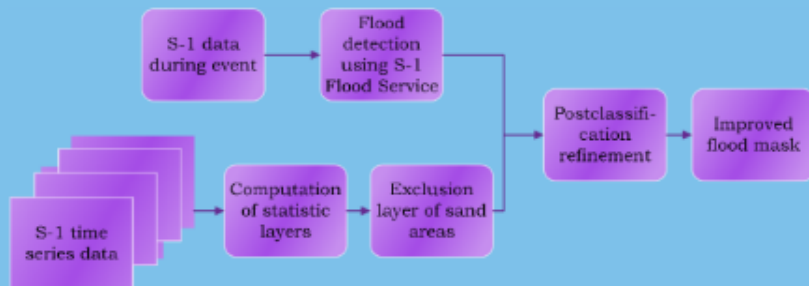 S-1 data
during event
Flood
detection
using S-1
Flood Service
Postclassifi-
cation
refinement
Improved
flood mask
S-1 time
series data
Computation
of statistic
layers
Exclusion
layer of sand
areas